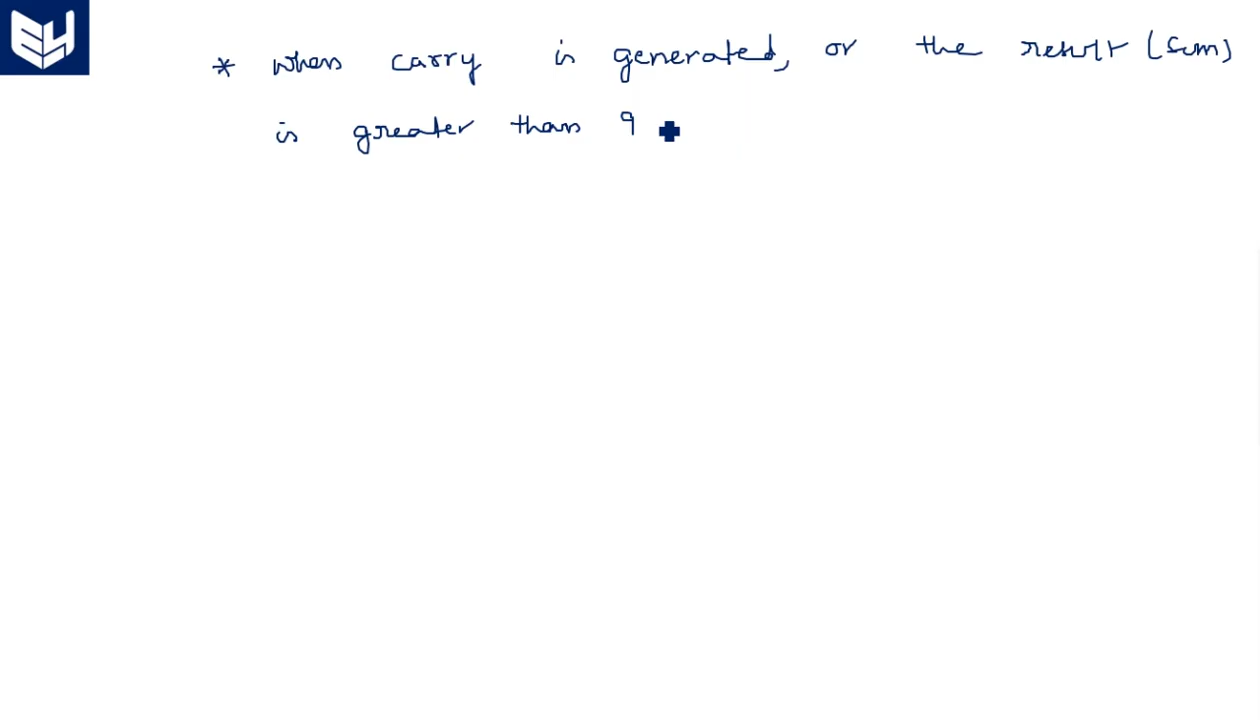 * when carry is generated, or the result (sum)
is greater than 9